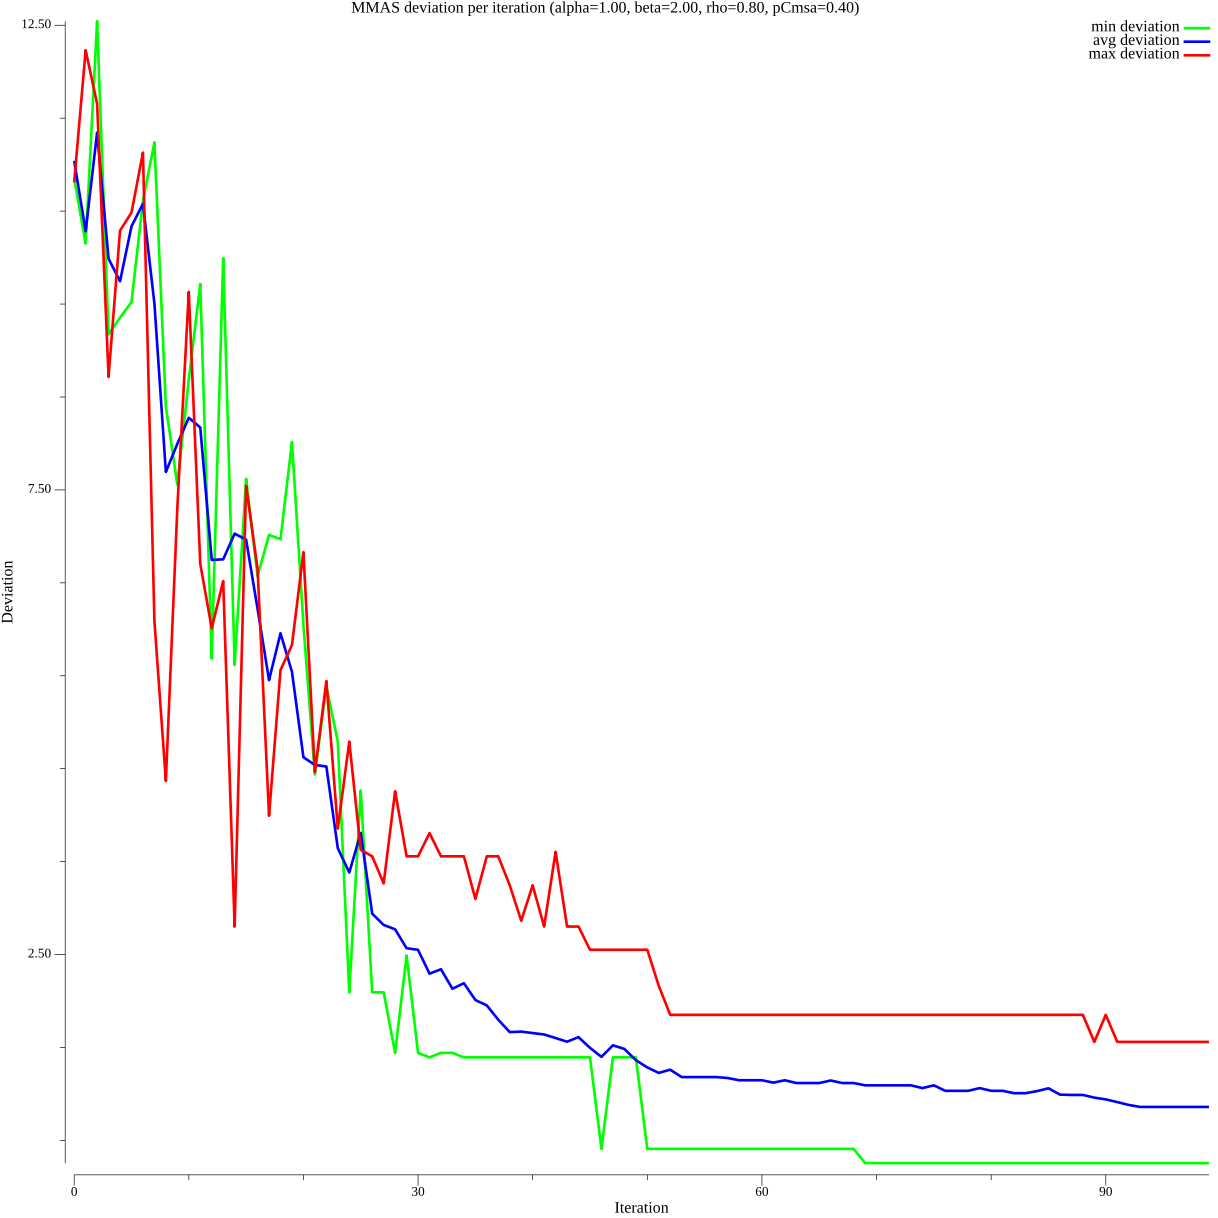 MMAS deviation per iteration (alpha=1.00, beta=2.00, rho=0.80, pCmsa=0.40)
min deviation
avg deviation
max deviation
12.50
7.50
2.50
Deviation
0
30
60
90
Iteration